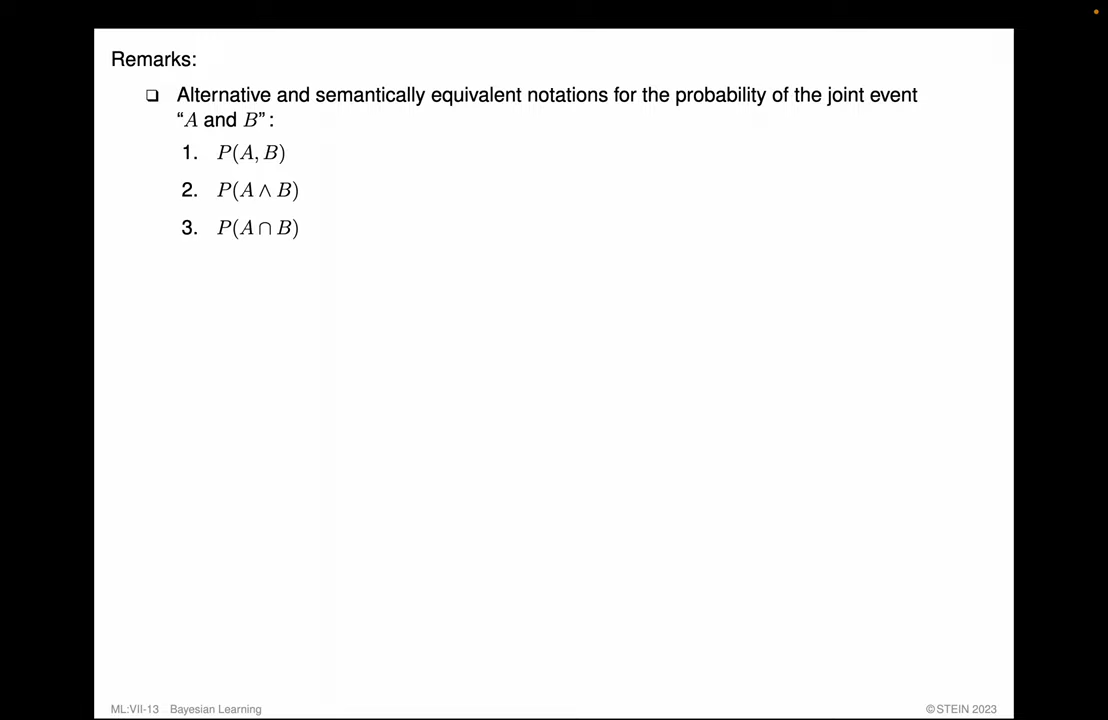 Remarks:
❑ Alternative and semantically equivalent notations for the probability of the joint event
“A and B”:
1. P(A, B)
2. P(A ∧ B)
3. P(A ∩ B)
ML:VII-13 Bayesian Learning © STEIN 2023